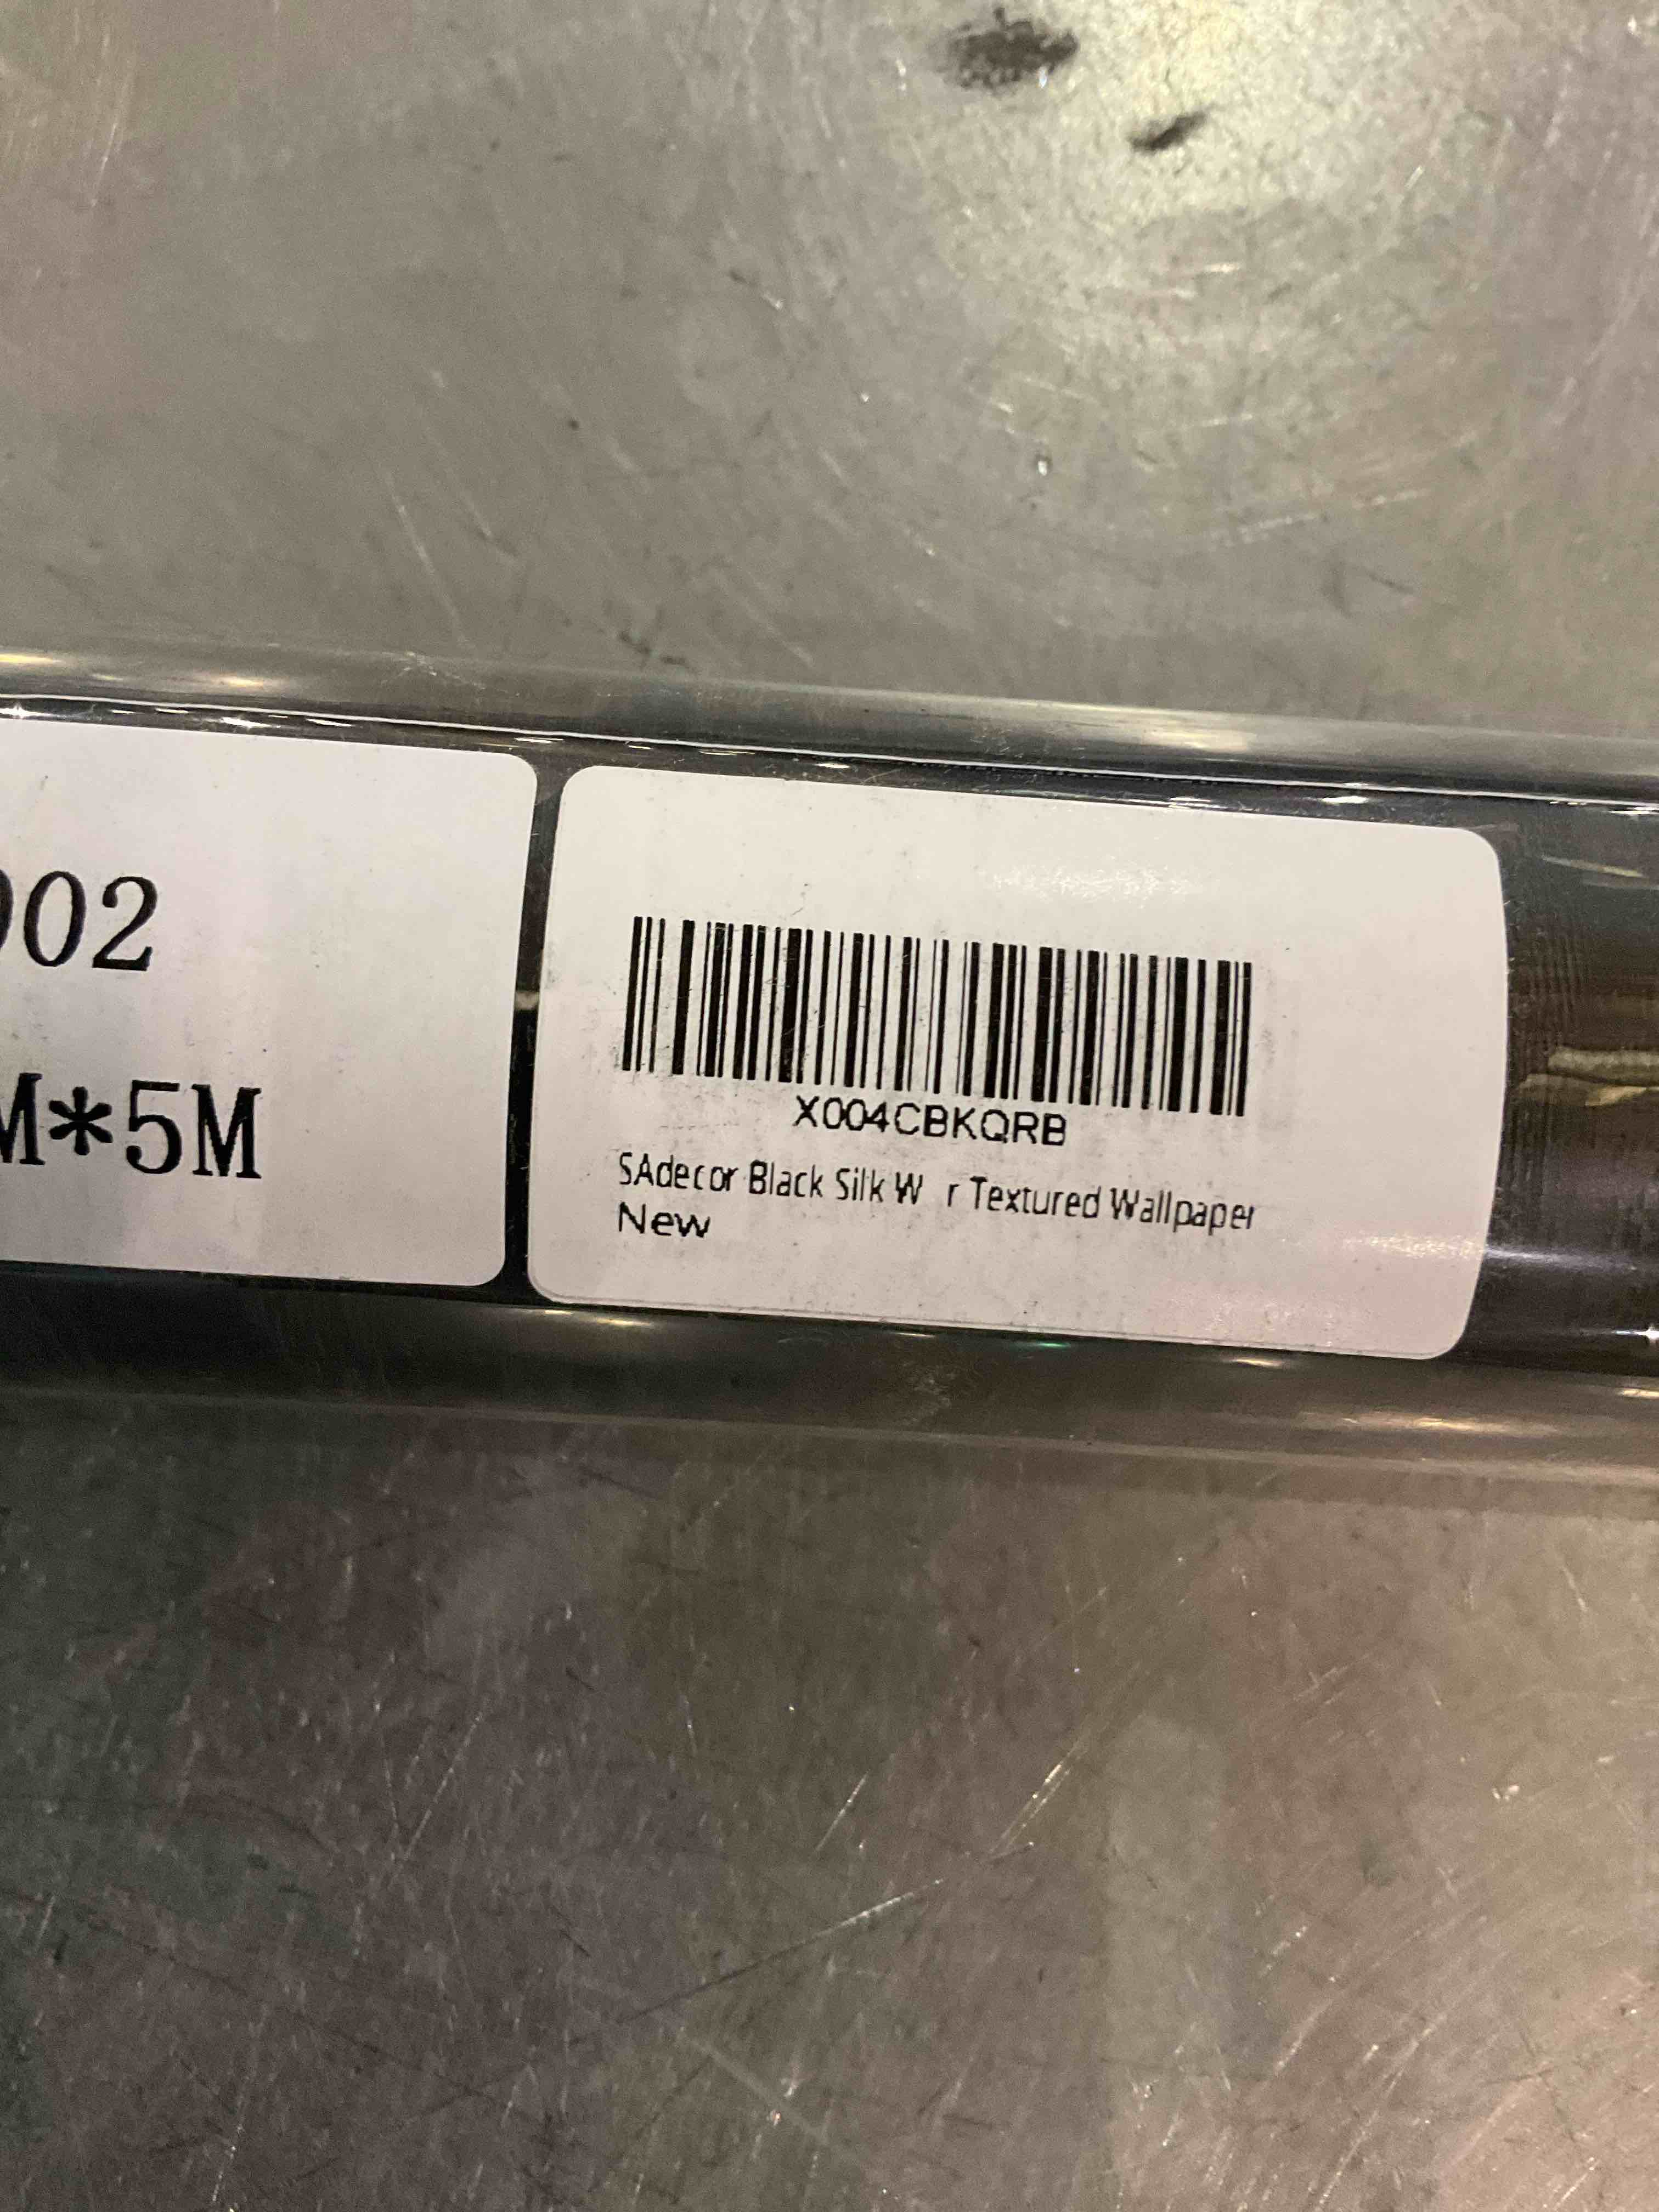 002
M*5M
X004CBKQRB
SAdecor Black Silk W  r Textured Wallpaper
New